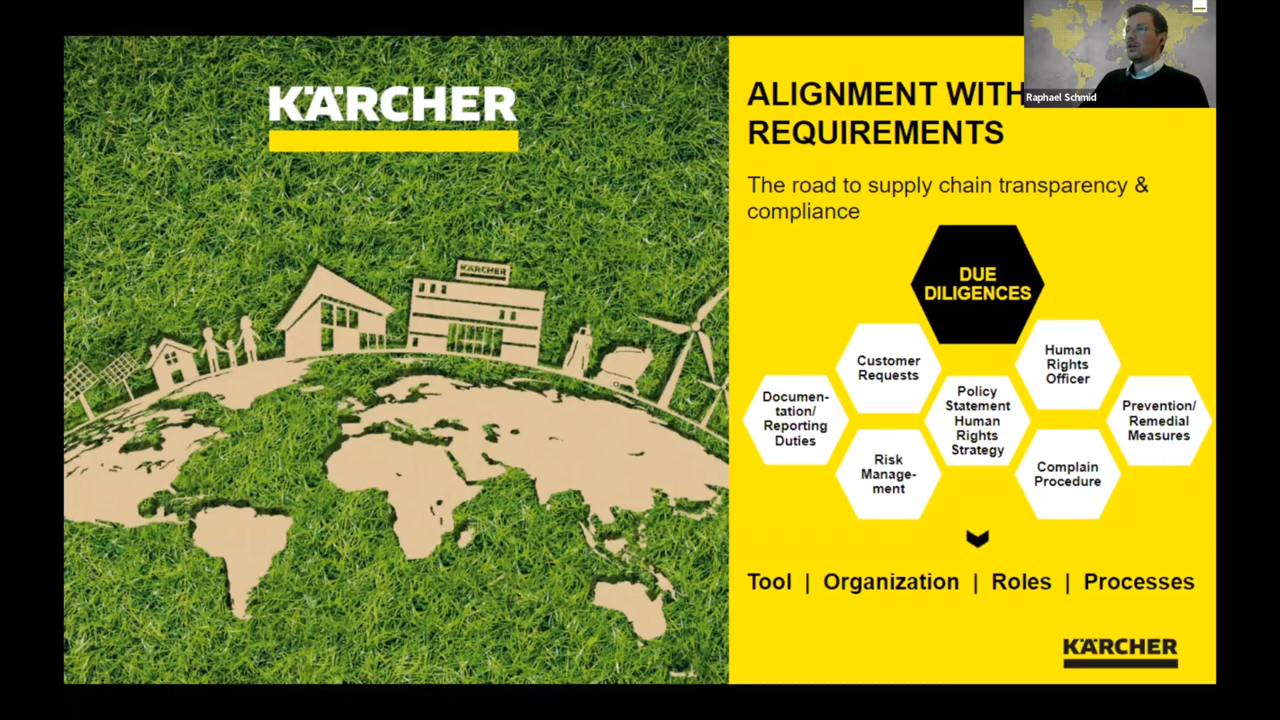 KÄRCHER
KÄRCHER
ALIGNMENT WITH
REQUIREMENTS
The road to supply chain transparency &
compliance
DUE
DILIGENCES
Customer
Requests
Human
Rights
Officer
Documen-
tation/
Reporting
Duties
Policy
Statement
Human
Rights
Strategy
Prevention/
Remedial
Measures
Risk
Manage-
ment
Complain
Procedure
Tool | Organization | Roles | Processes
KÄRCHER
Raphael Schmid
KÄRCHER